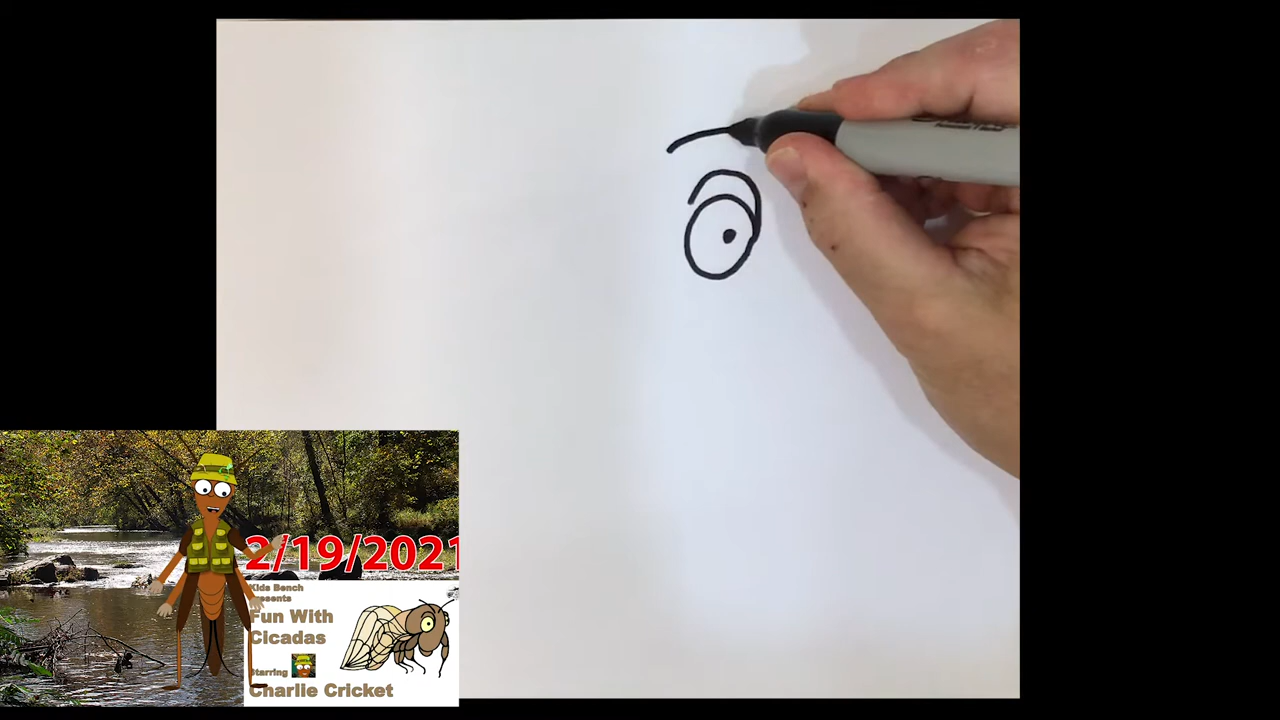 2/19/2021
Kids Bench
Presents
Fun With
Cicadas
Starring
Charlie Cricket